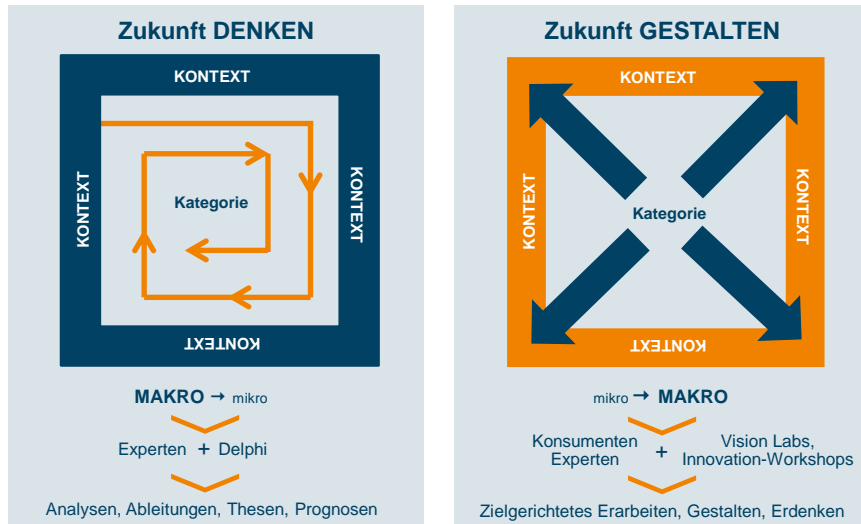 Zukunft DENKEN
KONTEXT
KONTEXT
Kategorie
KONTEXT
KONTEXT
MAKRO → mikro
Experten + Delphi
Analysen, Ableitungen, Thesen, Prognosen
Zukunft GESTALTEN
KONTEXT
KONTEXT
Kategorie
KONTEXT
KONTEXT
mikro → MAKRO
Konsumenten
Experten
+
Vision Labs,
Innovation-Workshops
Zielgerichtetes Erarbeiten, Gestalten, Erdenken